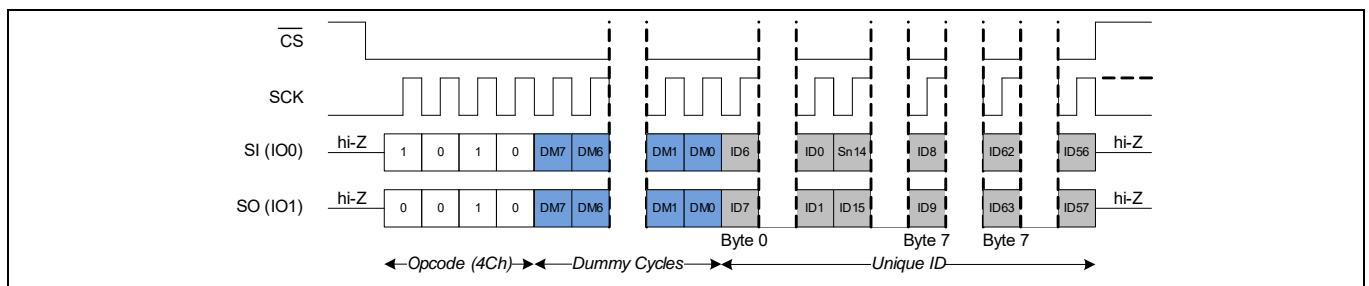 CS
SCK
SI (IO0) hi-Z 1 0 1 0 DM7 DM6 DM1 DM0 ID6 ID0 Sn14 ID8 ID62 ID56 hi-Z
SO (IO1) hi-Z 0 0 1 0 DM7 DM6 DM1 DM0 ID7 ID1 ID15 ID9 ID63 ID57 hi-Z
Byte 0 Byte 7 Byte 7
Opcode (4Ch) Dummy Cycles Unique ID